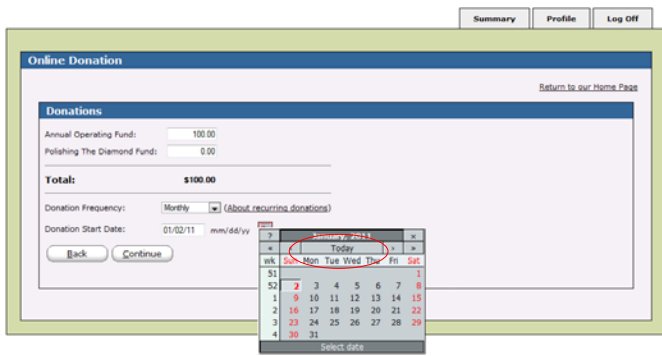 Summary Profile Log Off
Online Donation
Return to our Home Page
Donations
Annual Operating Fund: 100.00
Polishing The Diamond Fund: 0.00
Total: $100.00
Donation Frequency: Monthly (About recurring donations)
Donation Start Date: 01/02/11 mm/dd/yy
Back Continue
? January, 2011 ×
« Today › »
wk Sun Mon Tue Wed Thu Fri Sat
51 1
52 2 3 4 5 6 7 8
1 9 10 11 12 13 14 15
2 16 17 18 19 20 21 22
3 23 24 25 26 27 28 29
4 30 31
Select date